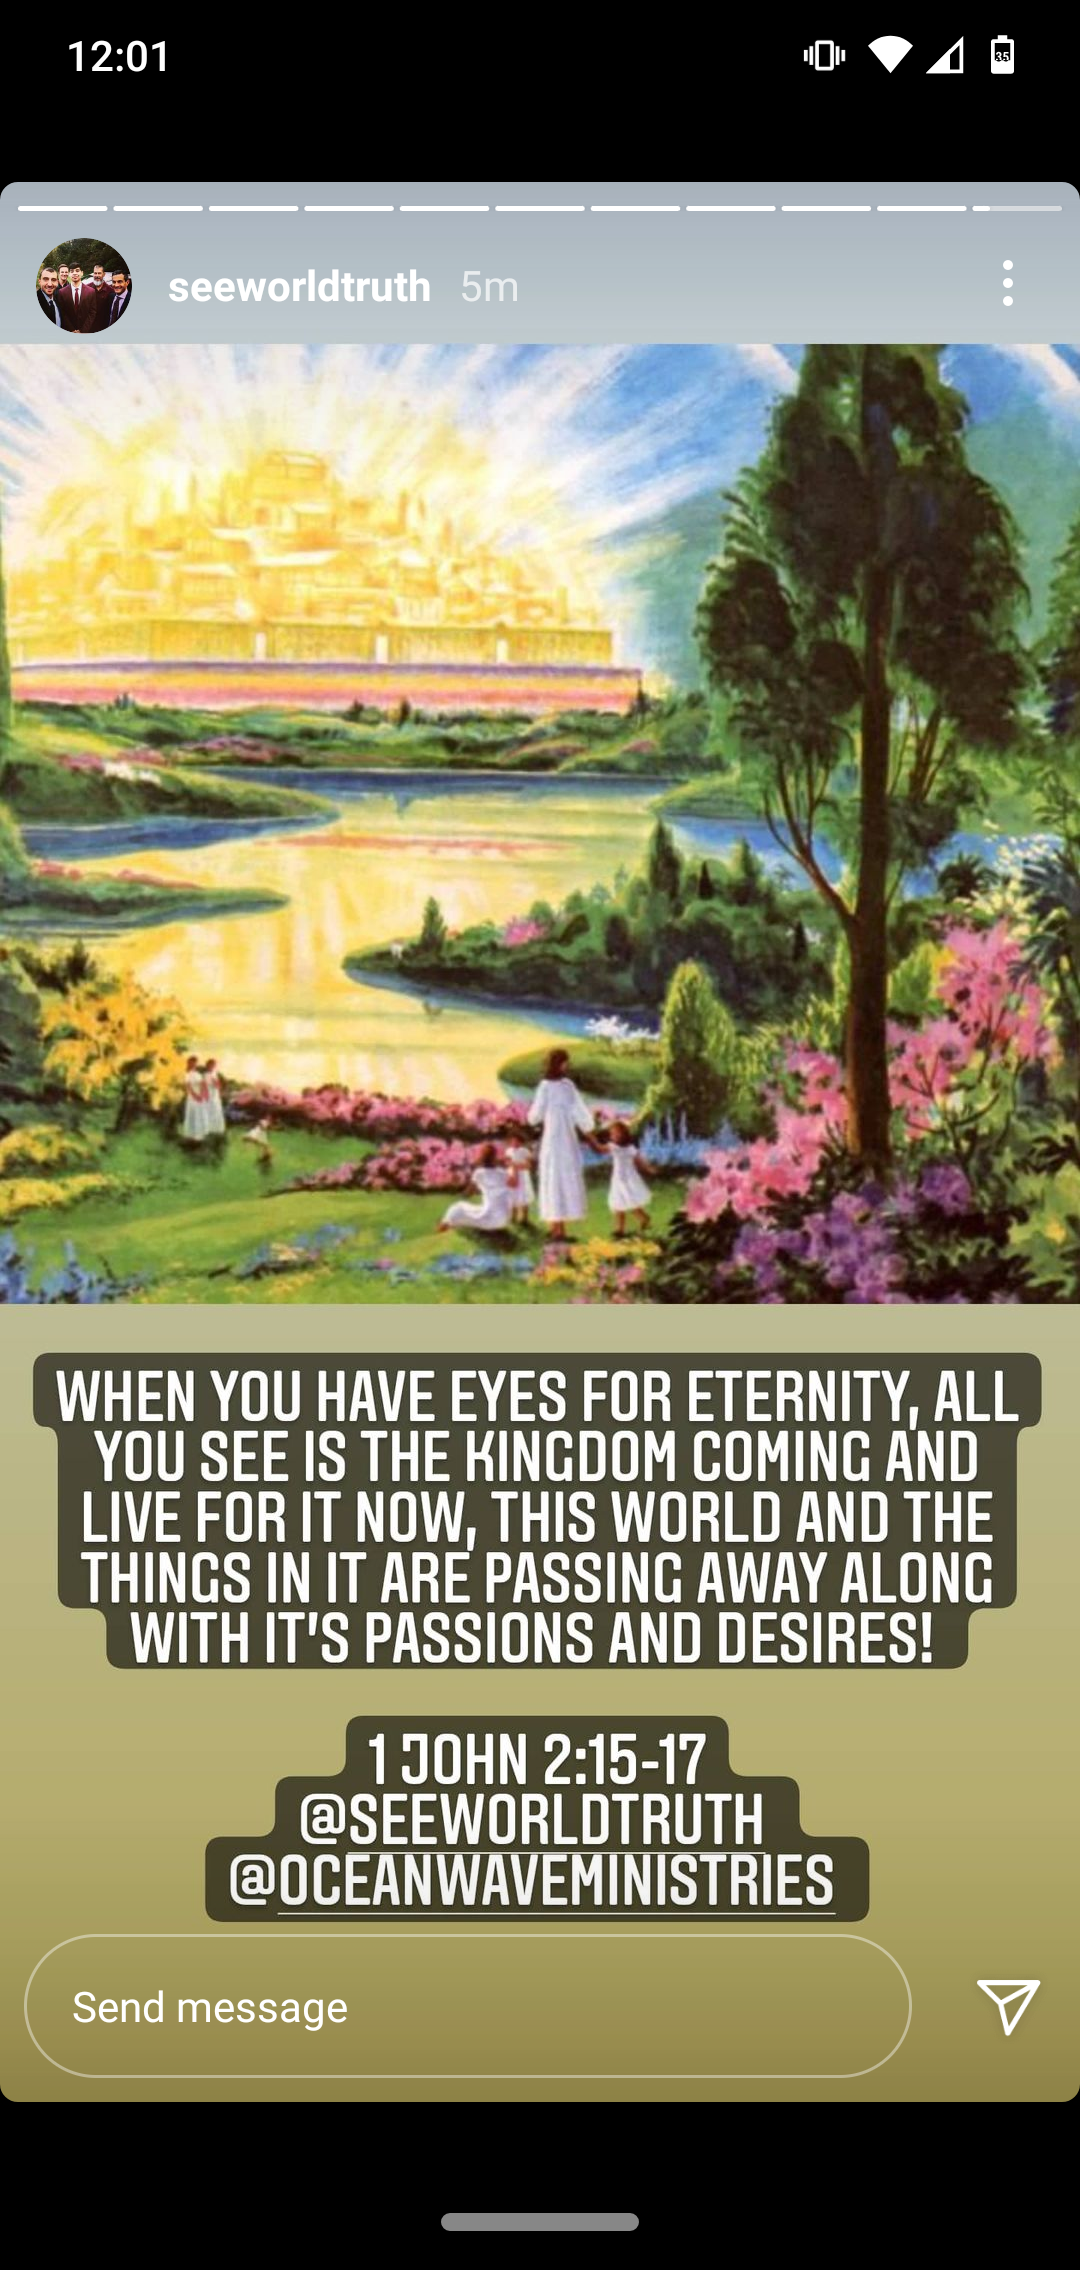 12:01
35
seeworldtruth 5m
WHEN YOU HAVE EYES FOR ETERNITY, ALL
YOU SEE IS THE KINGDOM COMING AND
LIVE FOR IT NOW, THIS WORLD AND THE
THINGS IN IT ARE PASSING AWAY ALONG
WITH IT'S PASSIONS AND DESIRES!
1 JOHN 2:15-17
@SEEWORLDTRUTH
@OCEANWAVEMINISTRIES
Send message